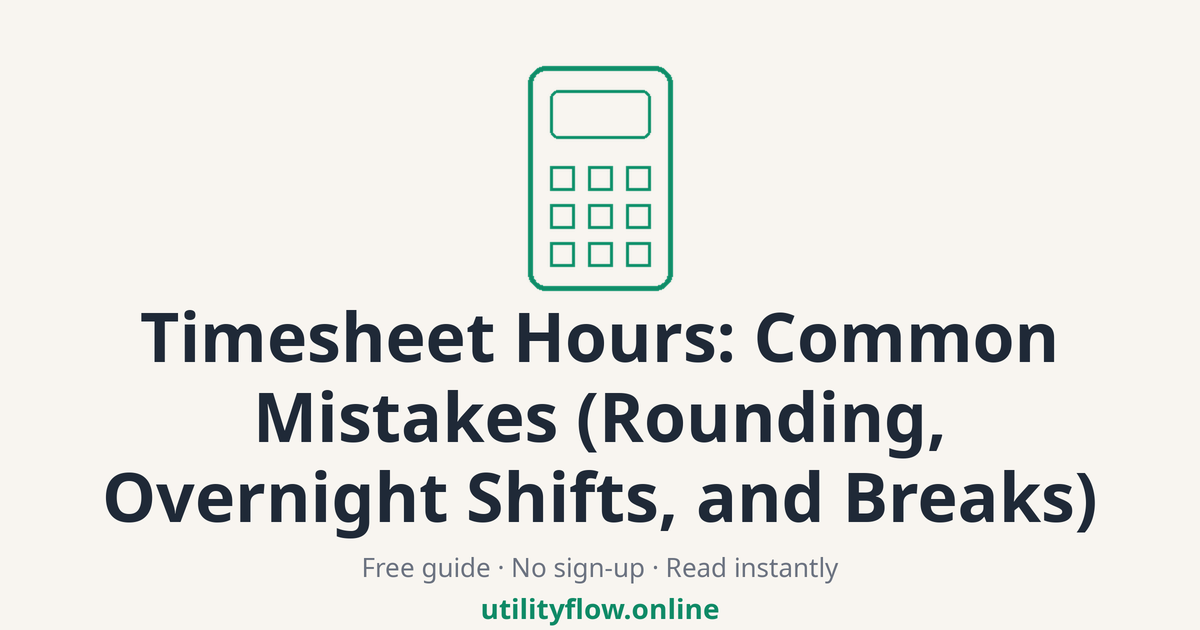 Timesheet Hours: Common
Mistakes (Rounding,
Overnight Shifts, and Breaks)
Free guide · No sign-up · Read instantly
utilityflow.online